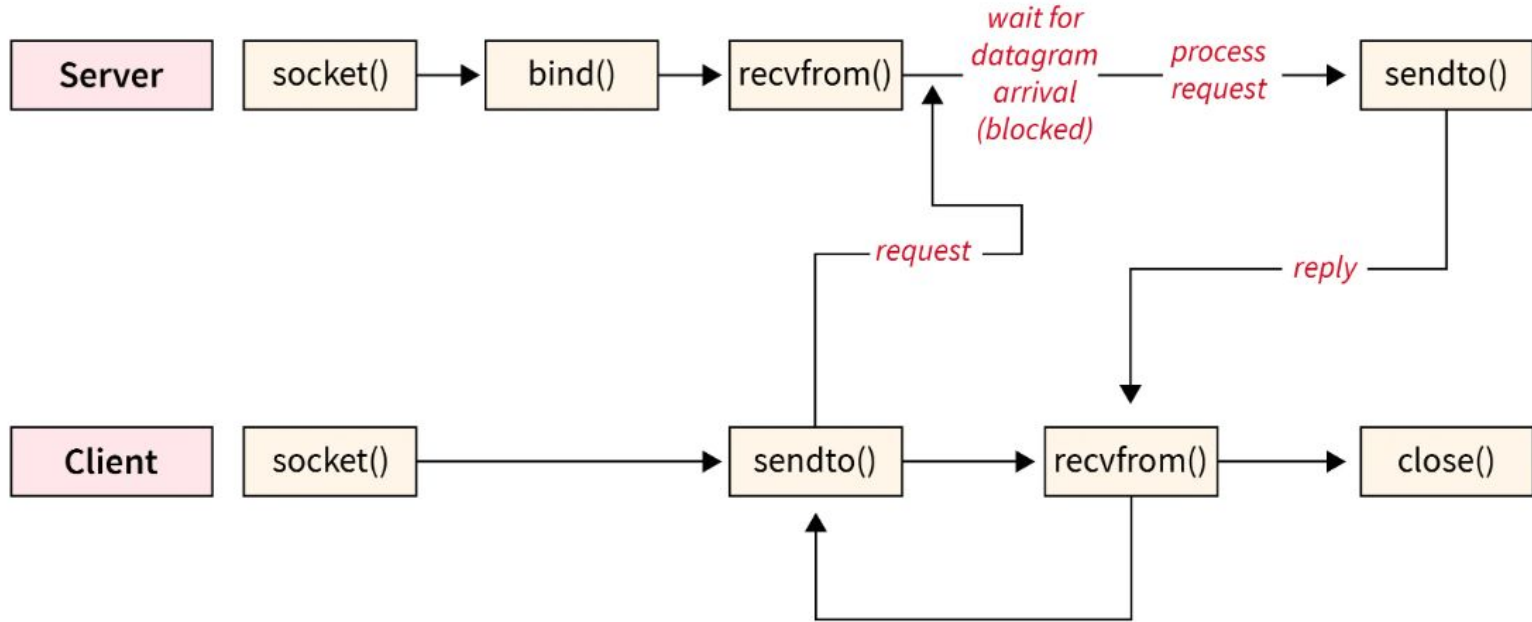 Server
socket()
bind()
recvfrom()
wait for
datagram
arrival
(blocked)
process
request
sendto()
request
reply
Client
socket()
sendto()
recvfrom()
close()